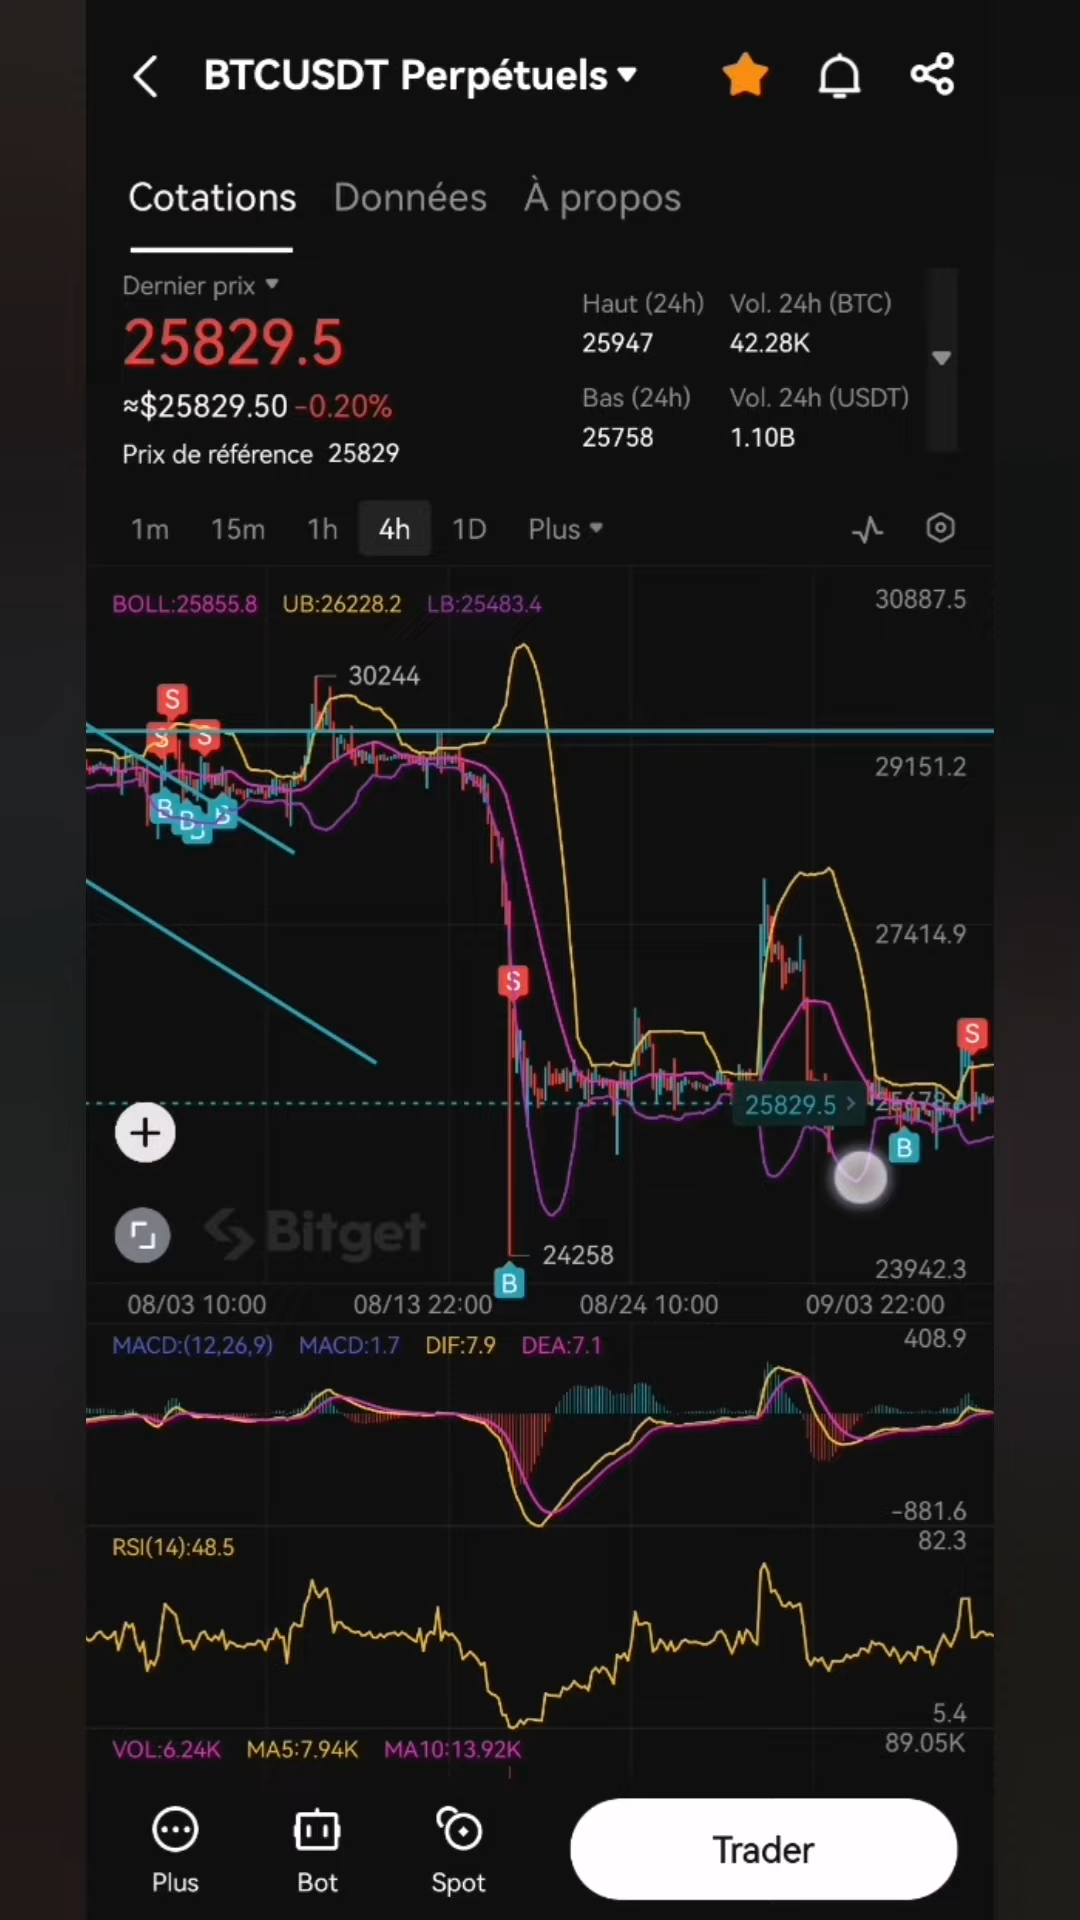 BTCUSDT Perpétuels
Cotations Données À propos
Dernier prix
25829.5
≈$25829.50 -0.20%
Prix de référence 25829
Haut (24h) Vol. 24h (BTC)
25947 42.28K
Bas (24h) Vol. 24h (USDT)
25758 1.10B
1m 15m 1h 4h 1D Plus
BOLL:25855.8 UB:26228.2 LB:25483.4
30887.5
30244
S
S S
29151.2
B B B B
27414.9
S
S
25829.5 >
25678.6
B
Bitget
24258
B
23942.3
08/03 10:00 08/13 22:00 08/24 10:00 09/03 22:00
MACD:(12,26,9) MACD:1.7 DIF:7.9 DEA:7.1
408.9
-881.6
RSI(14):48.5
82.3
5.4
VOL:6.24K MA5:7.94K MA10:13.92K
89.05K
Plus Bot Spot Trader